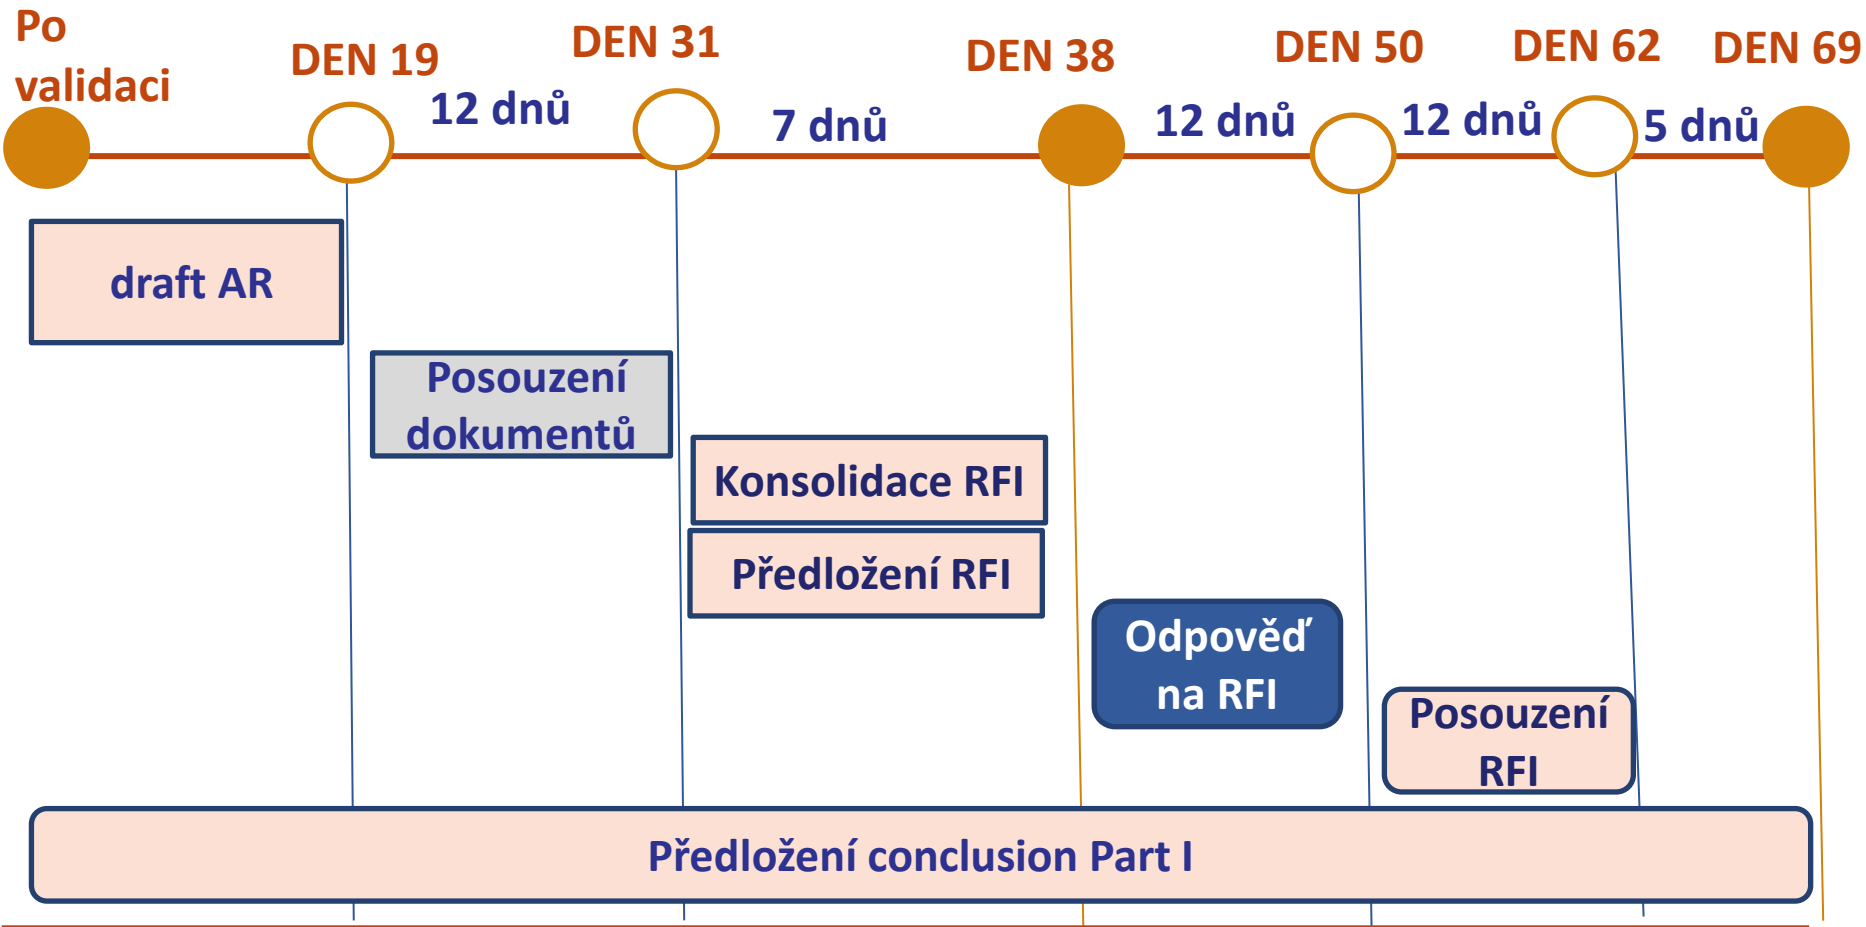 Po
validaci
DEN 19
DEN 31
DEN 38
DEN 50
DEN 62
DEN 69
12 dnů
7 dnů
12 dnů
12 dnů
5 dnů
draft AR
Posouzení
dokumentů
Konsolidace RFI
Předložení RFI
Odpověď
na RFI
Posouzení
RFI
Předložení conclusion Part I